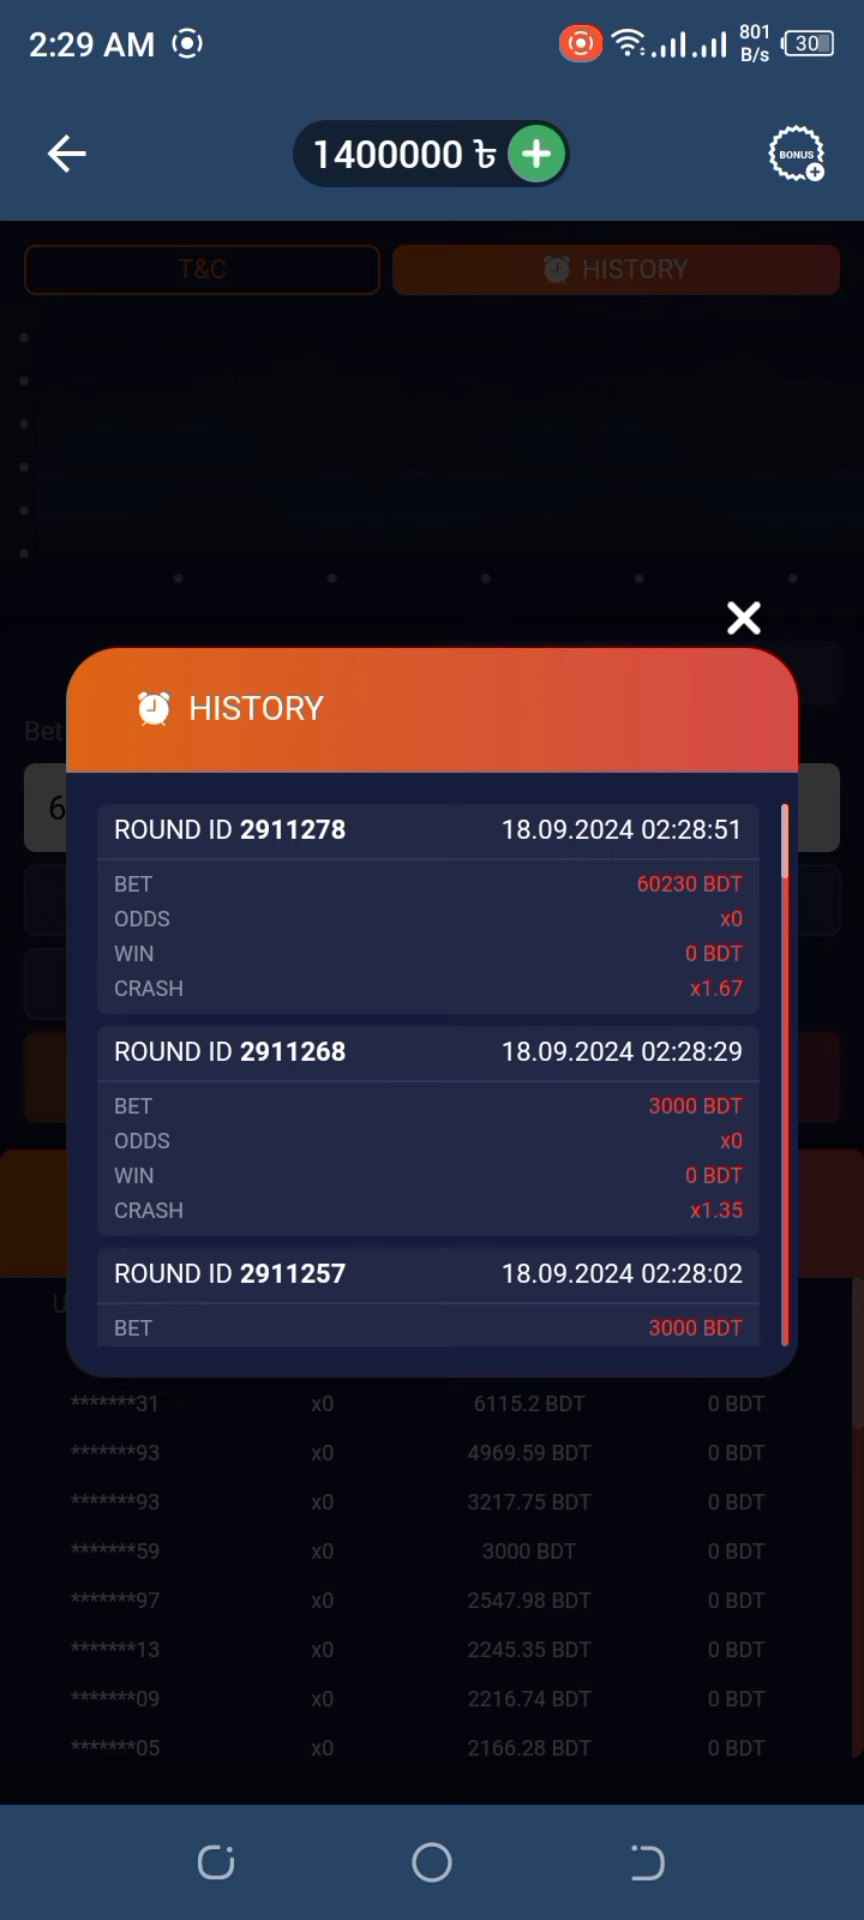 2:29 AM
801 B/s
30
1400000 ৳
BONUS
T&C
HISTORY
Bet
6
HISTORY
ROUND ID 2911278 18.09.2024 02:28:51
BET 60230 BDT
ODDS x0
WIN 0 BDT
CRASH x1.67
ROUND ID 2911268 18.09.2024 02:28:29
BET 3000 BDT
ODDS x0
WIN 0 BDT
CRASH x1.35
ROUND ID 2911257 18.09.2024 02:28:02
BET 3000 BDT
U
*******31 x0 6115.2 BDT 0 BDT
*******93 x0 4969.59 BDT 0 BDT
*******93 x0 3217.75 BDT 0 BDT
*******59 x0 3000 BDT 0 BDT
*******97 x0 2547.98 BDT 0 BDT
*******13 x0 2245.35 BDT 0 BDT
*******09 x0 2216.74 BDT 0 BDT
*******05 x0 2166.28 BDT 0 BDT